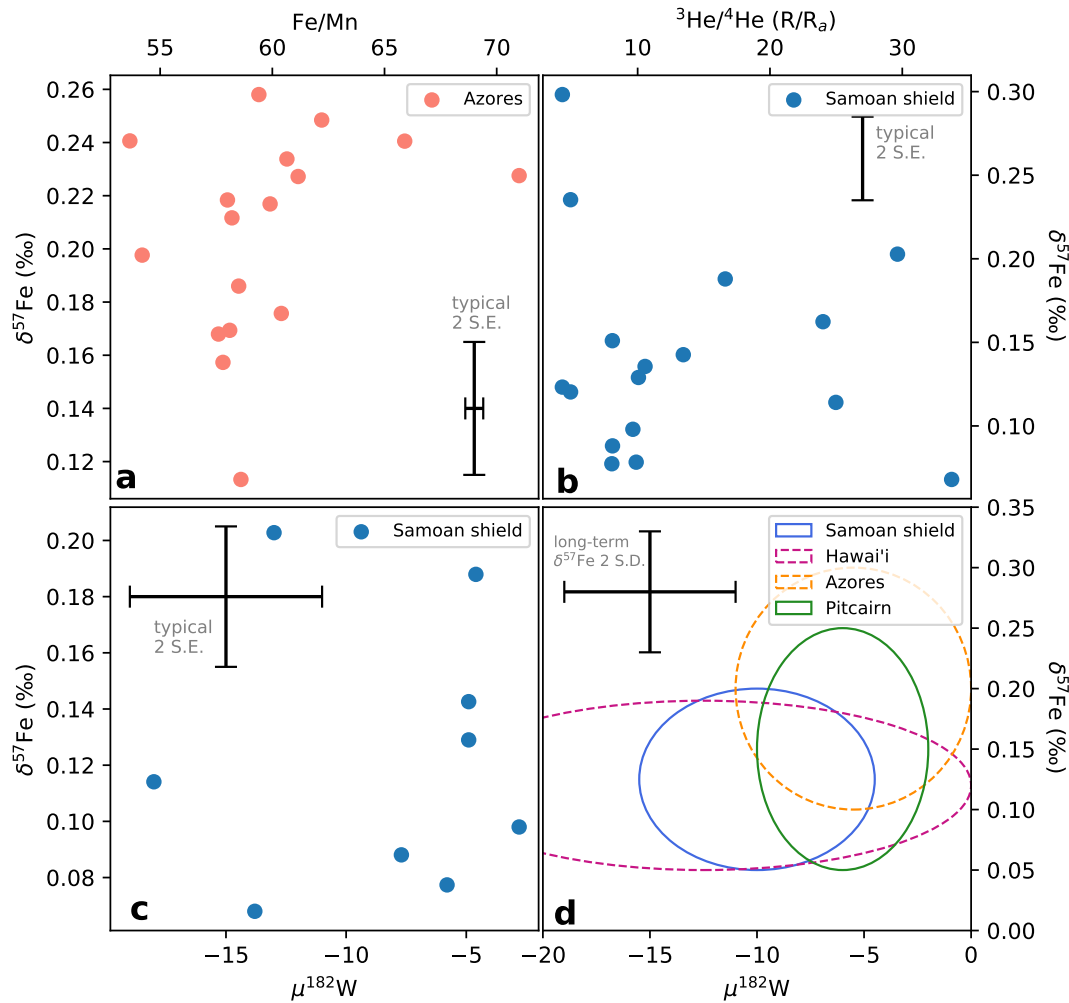 Fe/Mn
³He/⁴He (R/Rₐ)
55 60 65 70
10 20 30
Azores
Samoan shield
typical
2 S.E.
typical
2 S.E.
δ⁵⁷Fe (‰)
0.26
0.24
0.22
0.20
0.18
0.16
0.14
0.12
0.30
0.25
0.20
0.15
0.10
δ⁵⁷Fe (‰)
a
b
Samoan shield
typical
2 S.E.
δ⁵⁷Fe (‰)
0.20
0.18
0.16
0.14
0.12
0.10
0.08
c
long-term
δ⁵⁷Fe 2 S.D.
Samoan shield
Hawai'i
Azores
Pitcairn
0.35
0.30
0.25
0.20
0.15
0.10
0.05
0.00
δ⁵⁷Fe (‰)
d
−15 −10 −5
−20 −15 −10 −5 0
μ¹⁸²W
μ¹⁸²W